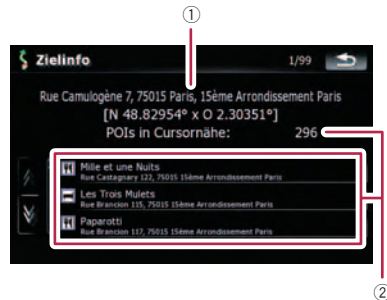 ①
Zielinfo 1/99
Rue Camulogène 7, 75015 Paris, 15ème Arrondissement Paris
[N 48.82954° x O 2.30351°]
POIs in Cursornähe: 296
Mille et une Nuits
Rue Castagnary 122, 75015 15ème Arrondissement Paris
Les Trois Mulets
Rue Brancion 115, 75015 15ème Arrondissement Paris
Paparotti
Rue Brancion 117, 75015 15ème Arrondissement Paris
②